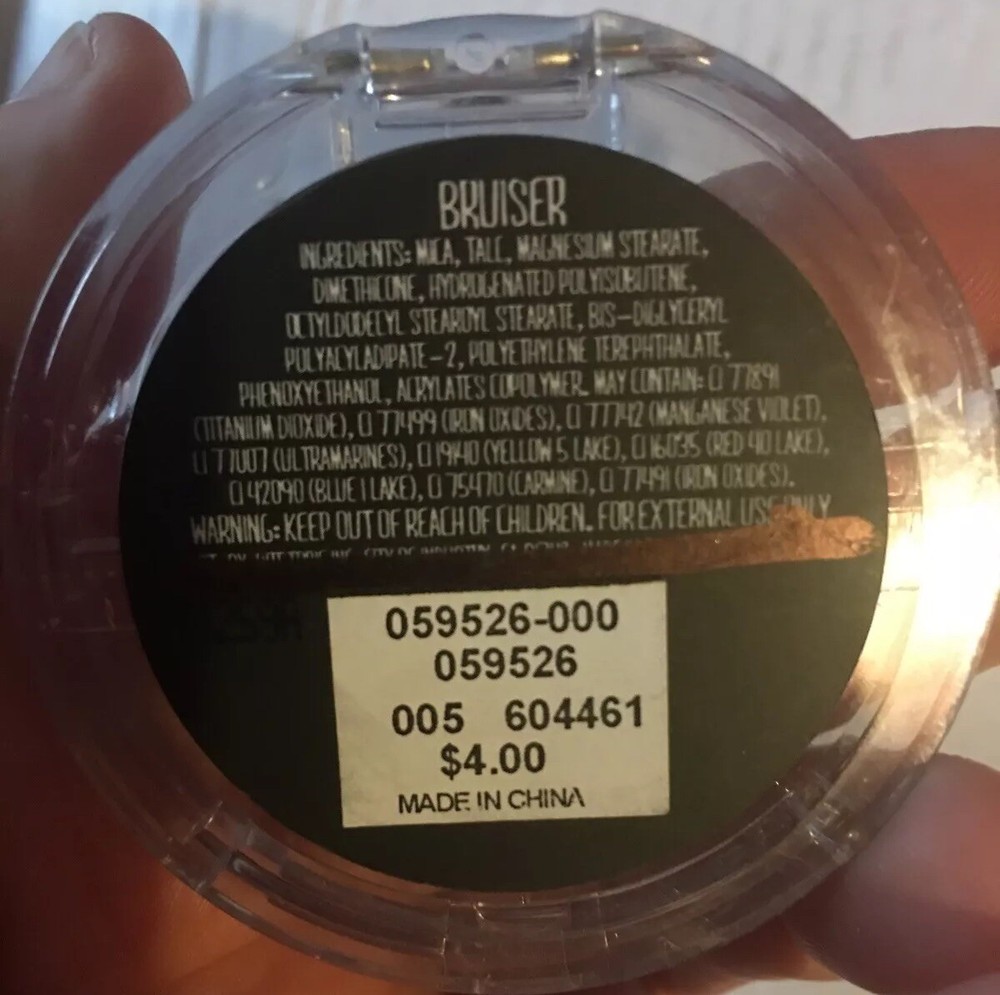 BRUISER
INGREDIENTS: MICA, TALC, MAGNESIUM STEARATE,
DIMETHICONE, HYDROGENATED POLYISOBUTENE,
OCTYLDODECYL STEAROYL STEARATE, BIS-DIGLYCERYL
POLYACYLADIPATE-2, POLYETHYLENE TEREPHTHALATE,
PHENOXYETHANOL, ACRYLATES COPOLYMER. MAY CONTAIN: CI 77891
(TITANIUM DIOXIDE), CI 77499 (IRON OXIDES), CI 77742 (MANGANESE VIOLET),
CI 77007 (ULTRAMARINES), CI 19140 (YELLOW 5 LAKE), CI 16035 (RED 40 LAKE),
CI 42090 (BLUE 1 LAKE), CI 75470 (CARMINE), CI 77491 (IRON OXIDES).
WARNING: KEEP OUT OF REACH OF CHILDREN. FOR EXTERNAL USE ONLY
059526-000
059526
005 604461
$4.00
MADE IN CHINA